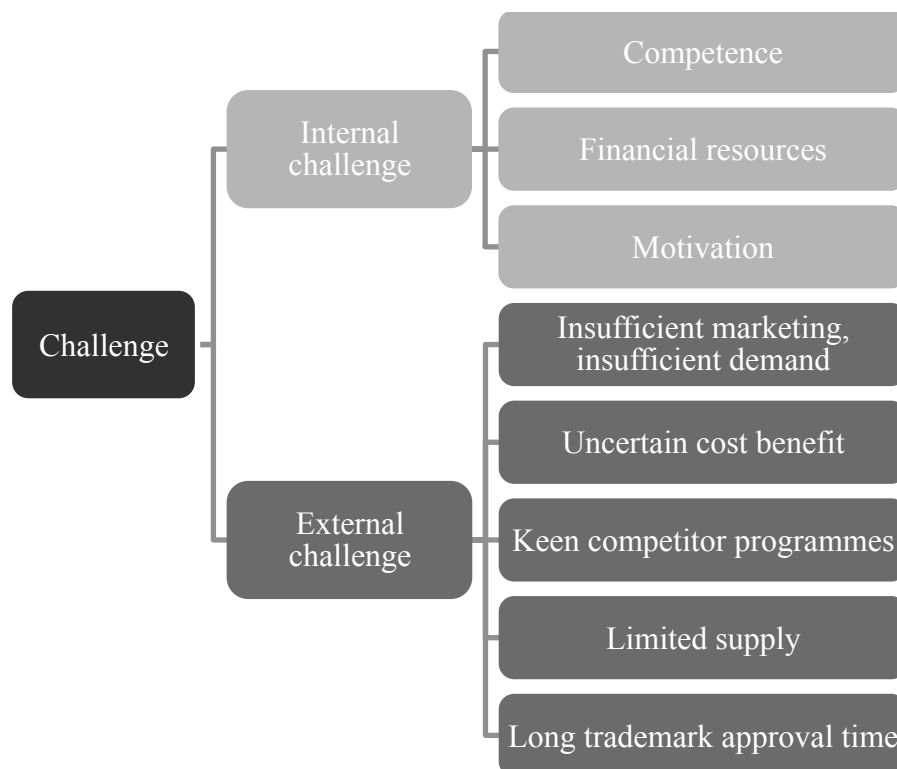 Challenge
Internal
challenge
Competence
Financial resources
Motivation
External
challenge
Insufficient marketing,
insufficient demand
Uncertain cost benefit
Keen competitor programmes
Limited supply
Long trademark approval time